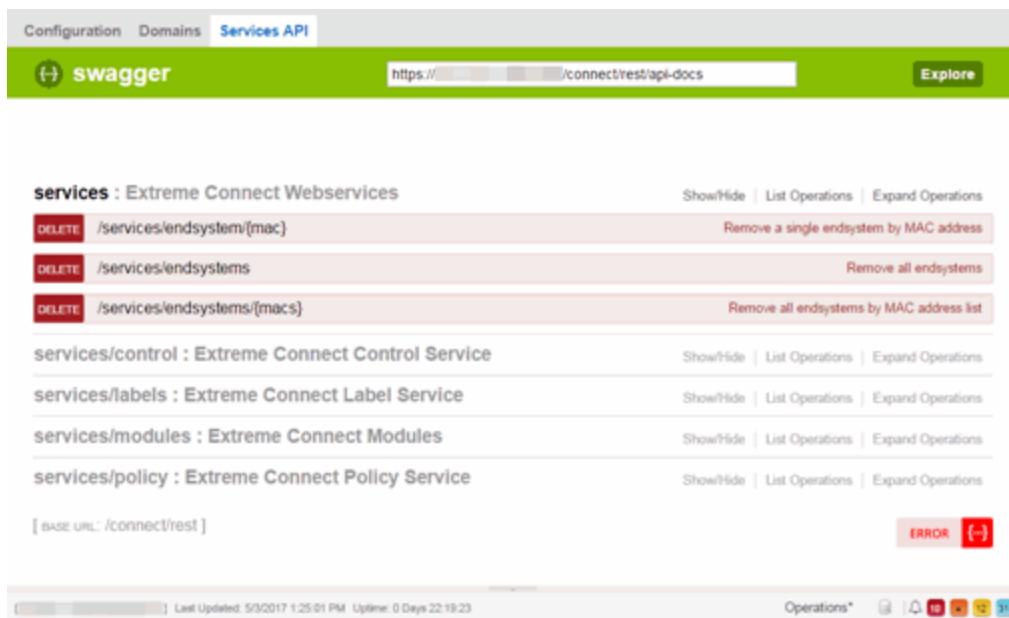 Configuration Domains Services API
{··} swagger https:// /connect/rest/api-docs Explore
services : Extreme Connect Webservices Show/Hide | List Operations | Expand Operations
DELETE /services/endsystem/{mac} Remove a single endsystem by MAC address
DELETE /services/endsystems Remove all endsystems
DELETE /services/endsystems/{macs} Remove all endsystems by MAC address list
services/control : Extreme Connect Control Service Show/Hide | List Operations | Expand Operations
services/labels : Extreme Connect Label Service Show/Hide | List Operations | Expand Operations
services/modules : Extreme Connect Modules Show/Hide | List Operations | Expand Operations
services/policy : Extreme Connect Policy Service Show/Hide | List Operations | Expand Operations
[ BASE URL: /connect/rest ] ERROR {···}
[ ] Last Updated: 5/3/2017 1:25:01 PM Uptime: 0 Days 22:19:23 Operations* 10 12 31